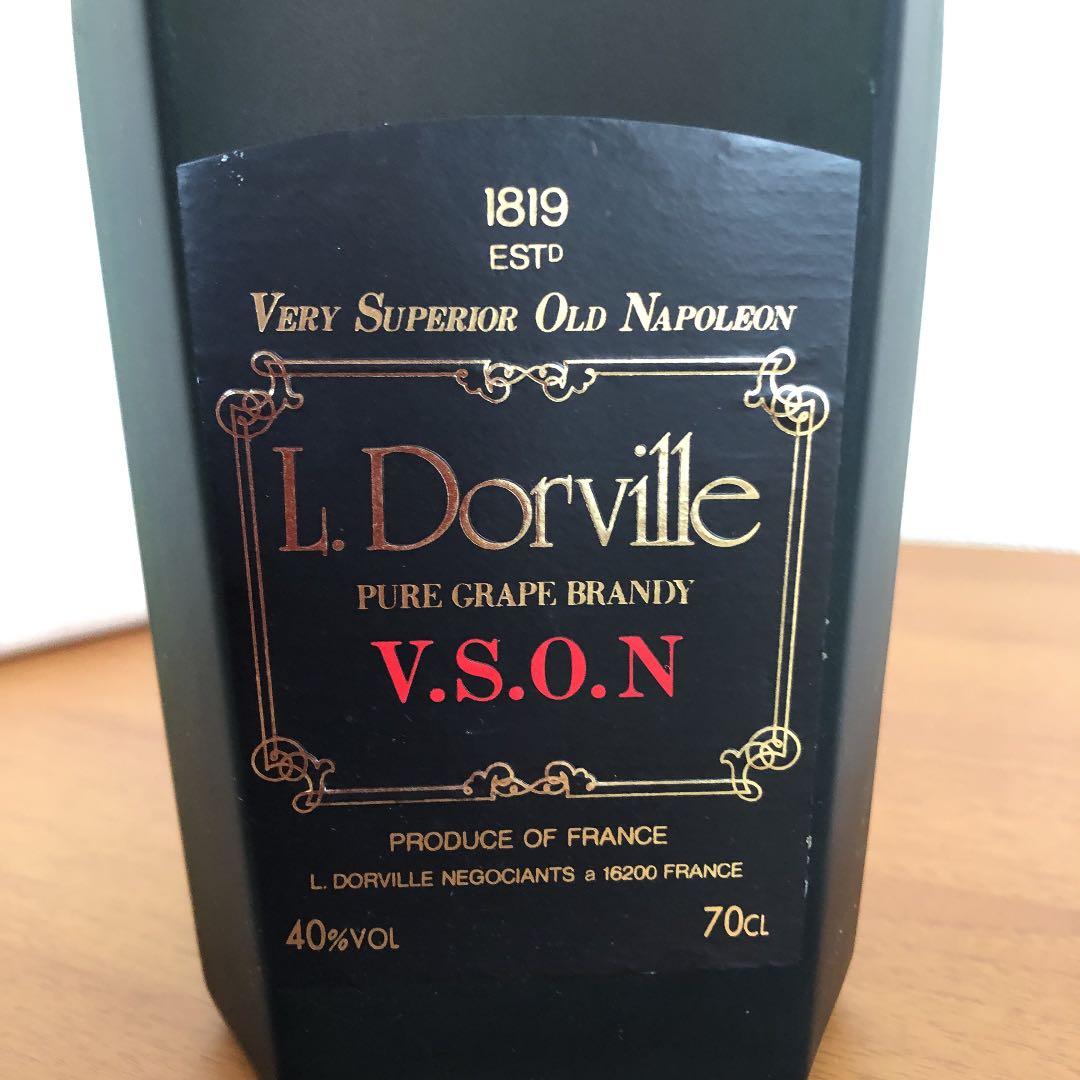 1819
ESTD
VERY SUPERIOR OLD NAPOLEON
L. Dorville
PURE GRAPE BRANDY
V.S.O.N
PRODUCE OF FRANCE
L. DORVILLE NEGOCIANTS a 16200 FRANCE
40%VOL 70CL